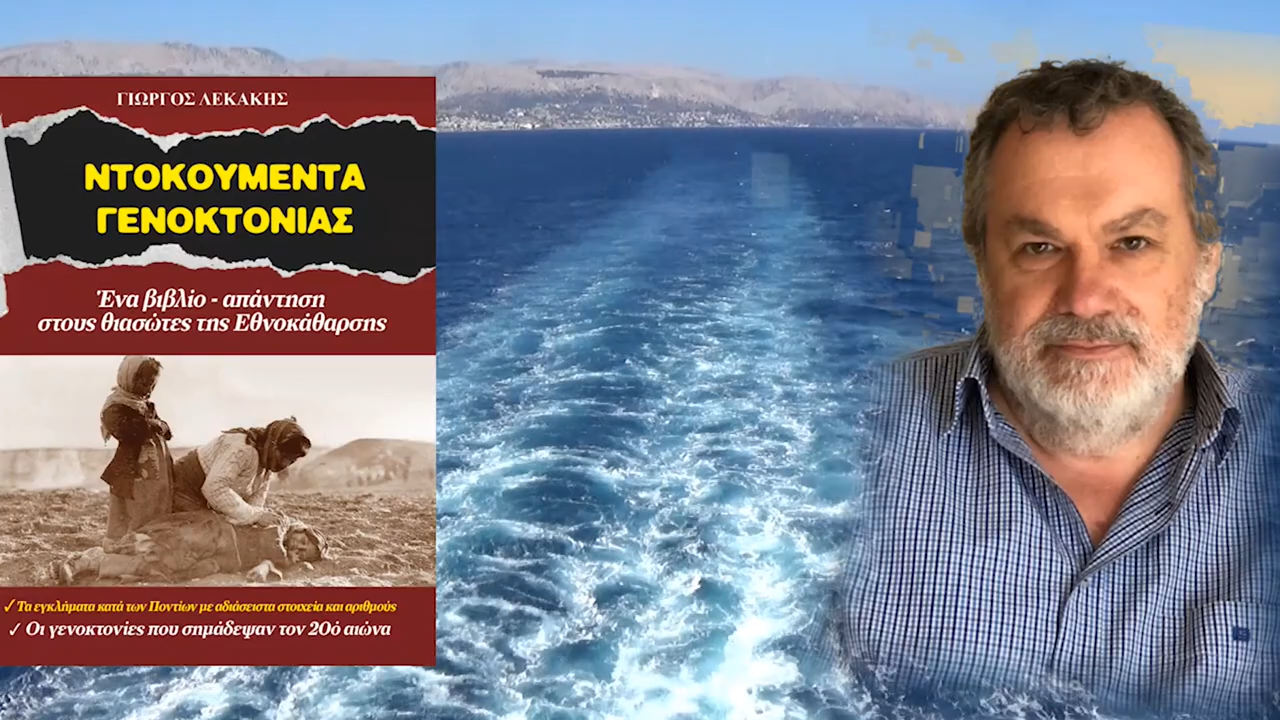 ΓΙΩΡΓΟΣ ΛΕΚΑΚΗΣ
ΝΤΟΚΟΥΜΕΝΤΑ
ΓΕΝΟΚΤΟΝΙΑΣ
Ένα βιβλίο - απάντηση
στους θιασώτες της Εθνοκάθαρσης
✓ Τα εγκλήματα κατά των Ποντίων με αδιάσειστα στοιχεία και αριθμούς
✓ Οι γενοκτονίες που σημάδεψαν τον 20ό αιώνα